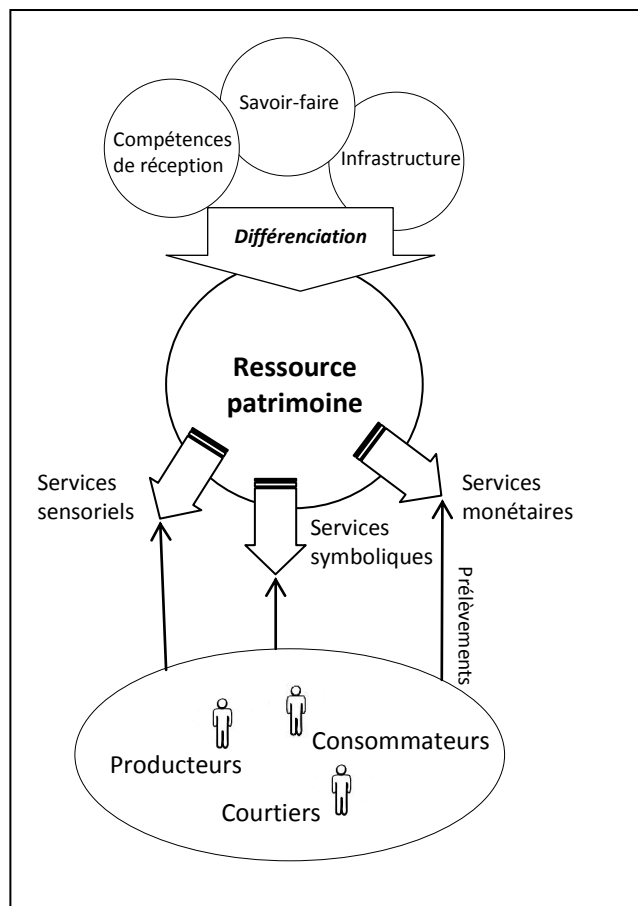 Savoir-faire
Compétences
de réception
Infrastructure
Différenciation
Ressource
patrimoine
Services
sensoriels
Services
symboliques
Services
monétaires
Prélèvements
Consommateurs
Producteurs
Courtiers